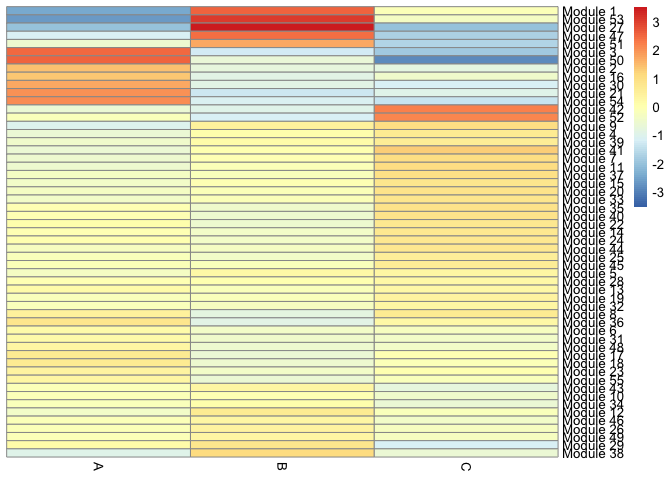 Module 1
Module 53
Module 27
Module 47
Module 51
Module 3
Module 50
Module 2
Module 16
Module 30
Module 21
Module 54
Module 42
Module 52
Module 9
Module 4
Module 39
Module 41
Module 7
Module 11
Module 37
Module 15
Module 20
Module 33
Module 35
Module 40
Module 22
Module 14
Module 24
Module 44
Module 25
Module 45
Module 5
Module 28
Module 13
Module 19
Module 32
Module 8
Module 36
Module 6
Module 31
Module 48
Module 17
Module 18
Module 23
Module 55
Module 43
Module 10
Module 34
Module 12
Module 46
Module 26
Module 49
Module 29
Module 38
A
B
C
3
2
1
0
-1
-2
-3